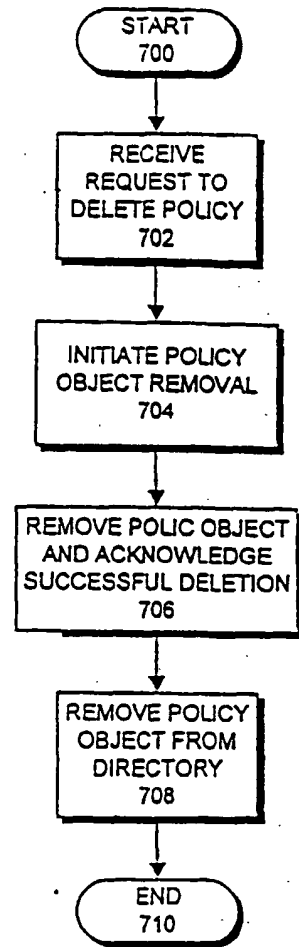 START
700
RECEIVE
REQUEST TO
DELETE POLICY
702
INITIATE POLICY
OBJECT REMOVAL
704
REMOVE POLIC OBJECT
AND ACKNOWLEDGE
SUCCESSFUL DELETION
706
REMOVE POLICY
OBJECT FROM
DIRECTORY
708
END
710